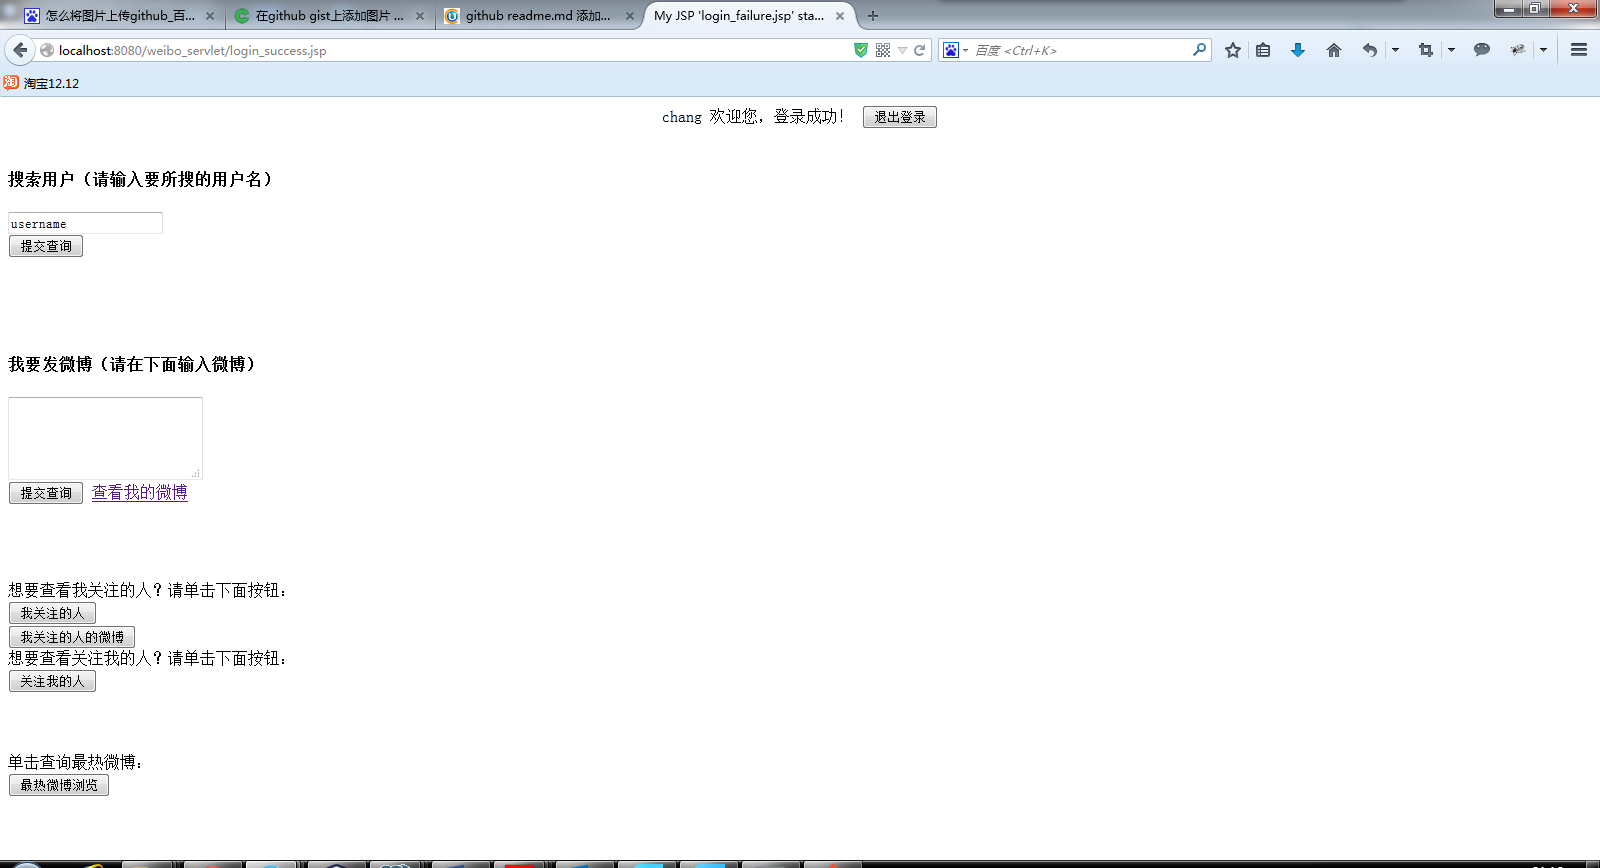 怎么将图片上传github_百...
在github gist上添加图片 ...
github readme.md 添加...
My JSP 'login_failure.jsp' sta...
localhost:8080/weibo_servlet/login_success.jsp
百度 <Ctrl+K>
淘 淘宝12.12
chang 欢迎您，登录成功！ 退出登录
搜索用户（请输入要所搜的用户名）
username
提交查询
我要发微博（请在下面输入微博）
提交查询 查看我的微博
想要查看我关注的人？请单击下面按钮：
我关注的人
我关注的人的微博
想要查看关注我的人？请单击下面按钮：
关注我的人
单击查询最热微博：
最热微博浏览